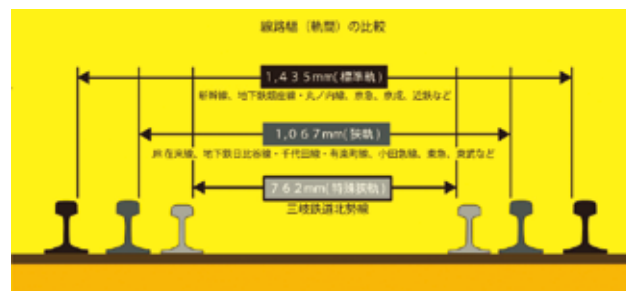 線路幅（軌間）の比較
1,435mm(標準軌)
新幹線、地下鉄銀座線・丸ノ内線、京急、京成、近鉄など
1,067mm(狭軌)
JR在来線、地下鉄日比谷線・千代田線・有楽町線、小田急線、東急、東武など
762mm(特殊狭軌)
三岐鉄道北勢線